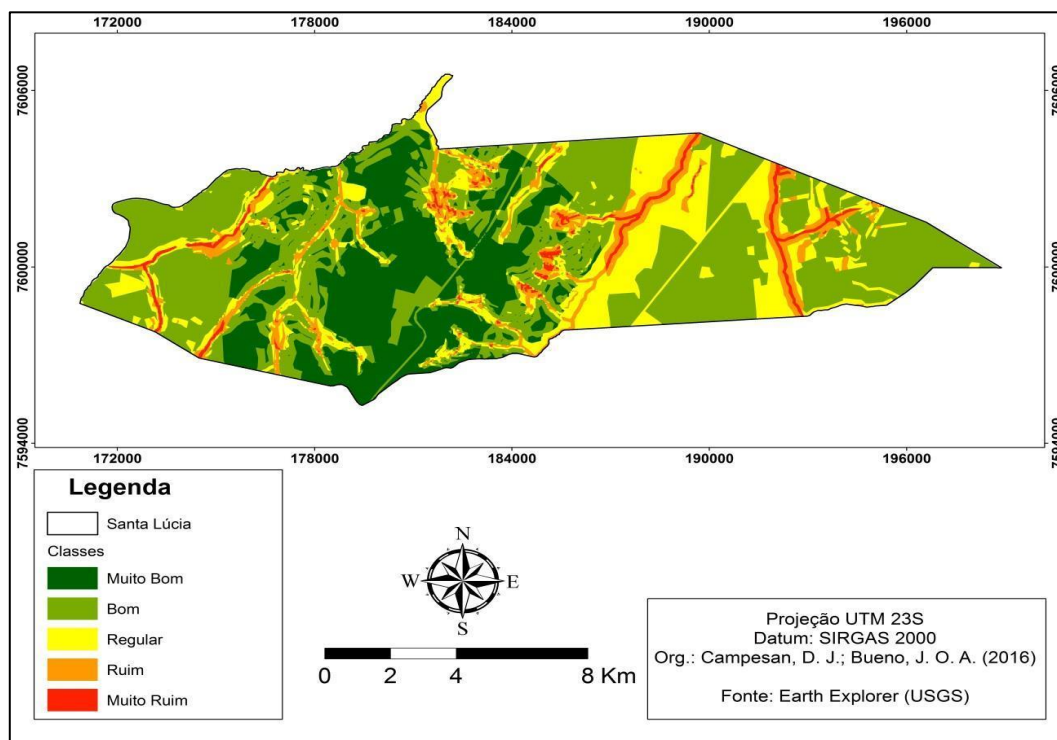 172000 178000 184000 190000 196000
7606000 7606000
7600000 7600000
7594000 7594000
172000 178000 184000 190000 196000
Legenda
Santa Lúcia
Classes
Muito Bom
Bom
Regular
Ruim
Muito Ruim
N
W E
S
0 2 4 8 Km
Projeção UTM 23S
Datum: SIRGAS 2000
Org.: Campesan, D. J.; Bueno, J. O. A. (2016)
Fonte: Earth Explorer (USGS)